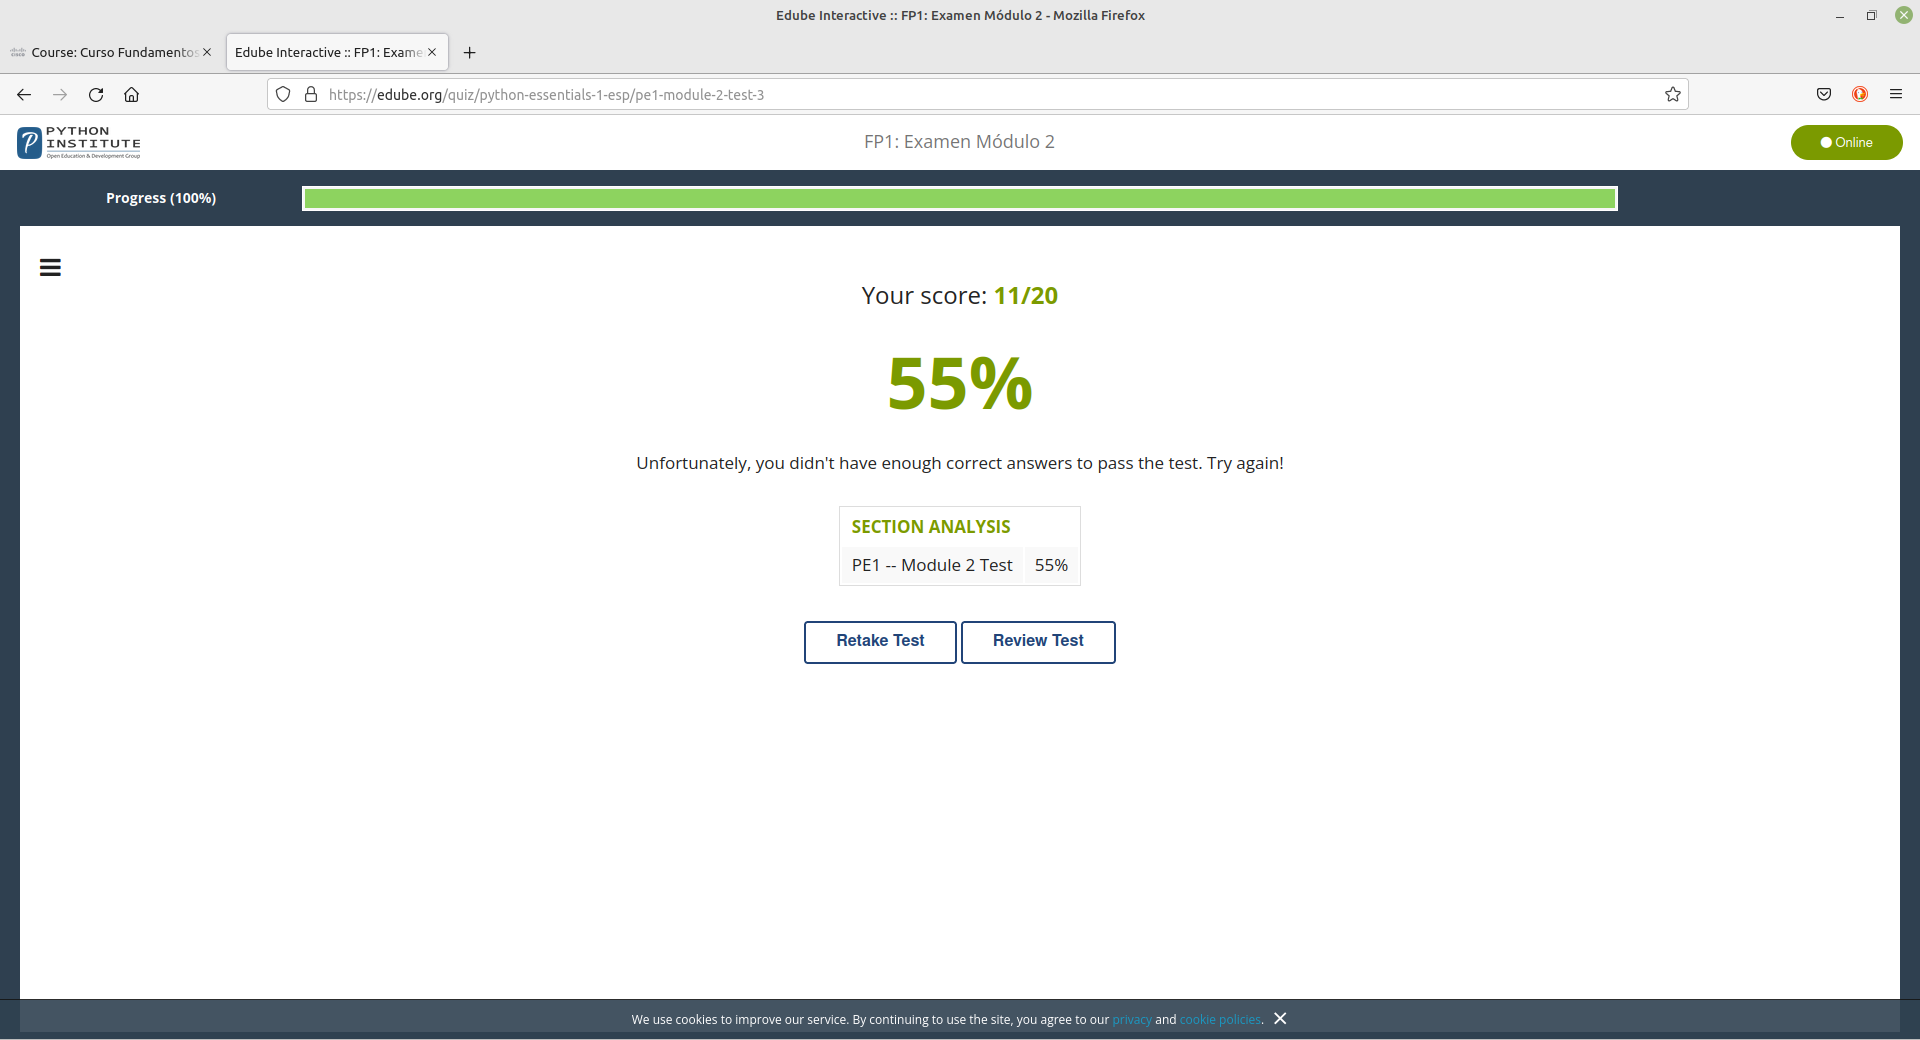 Edube Interactive :: FP1: Examen Módulo 2 - Mozilla Firefox
Course: Curso Fundamentos
Edube Interactive :: FP1: Exame
https://edube.org/quiz/python-essentials-1-esp/pe1-module-2-test-3
PYTHON
INSTITUTE
Open Education & Development Group
FP1: Examen Módulo 2
Online
Progress (100%)
Your score: 11/20
55%
Unfortunately, you didn't have enough correct answers to pass the test. Try again!
SECTION ANALYSIS
PE1 -- Module 2 Test 55%
Retake Test Review Test
We use cookies to improve our service. By continuing to use the site, you agree to our privacy and cookie policies.